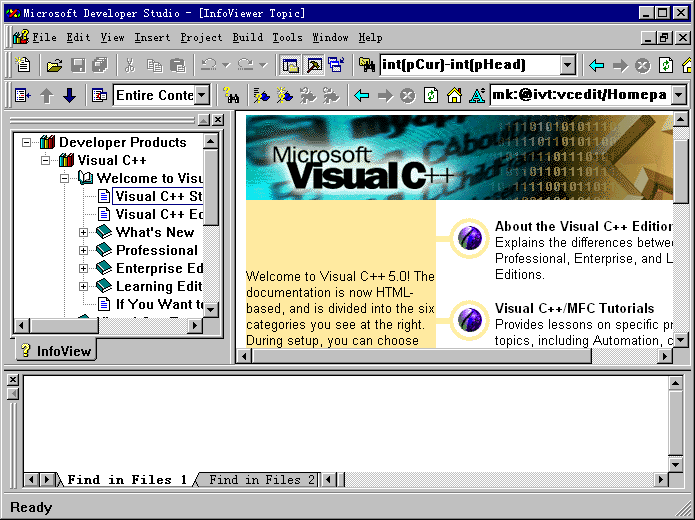 Microsoft Developer Studio - [InfoViewer Topic]
File Edit View Insert Project Build Tools Window Help
int(pCur)-int(pHead)
Entire Conte
mk:@ivt:vcedit/Homepa
Developer Products
Visual C++
Welcome to Visu
Visual C++ St
Visual C++ Ed
What's New
Professional
Enterprise Ed
Learning Edit
If You Want to
InfoView
Microsoft
Visual C++
Welcome to Visual C++ 5.0! The
documentation is now HTML-
based, and is divided into the six
categories you see at the right.
During setup, you can choose
About the Visual C++ Edition
Explains the differences betwe
Professional, Enterprise, and L
Editions.
Visual C++/MFC Tutorials
Provides lessons on specific pr
topics, including Automation, c
Find in Files 1
Find in Files 2
Ready